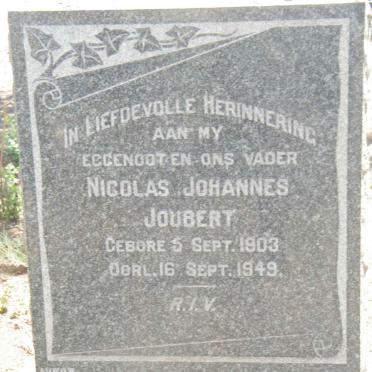 IN LIEFDEVOLLE HERINNERING
AAN MY
EGGENOOT EN ONS VADER
NICOLAS JOHANNES
JOUBERT
GEBORE 5 SEPT. 1903
OORL. 16 SEPT. 1949.
R.I.V.